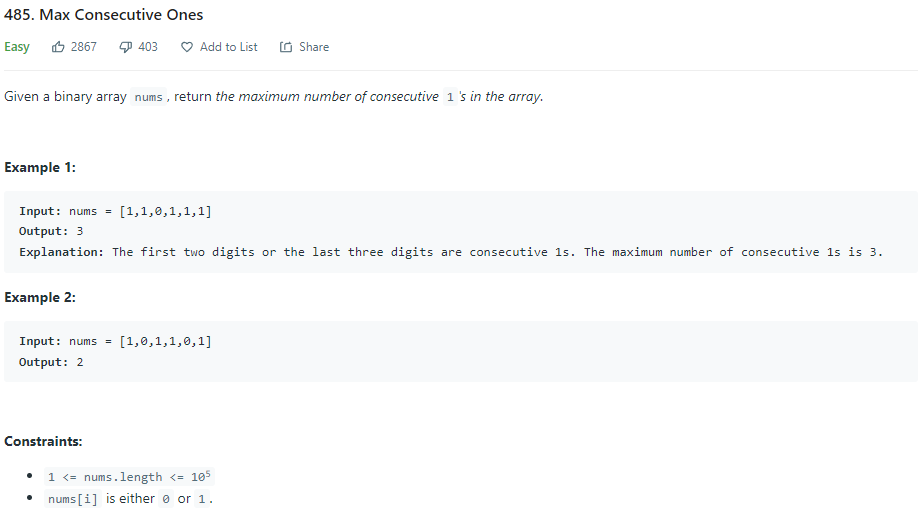 485. Max Consecutive Ones
Easy 2867 403 Add to List Share
Given a binary array nums , return the maximum number of consecutive 1 's in the array.
Example 1:
Input: nums = [1,1,0,1,1,1]
Output: 3
Explanation: The first two digits or the last three digits are consecutive 1s. The maximum number of consecutive 1s is 3.
Example 2:
Input: nums = [1,0,1,1,0,1]
Output: 2
Constraints:
• 1 <= nums.length <= 10⁵
• nums[i] is either 0 or 1 .